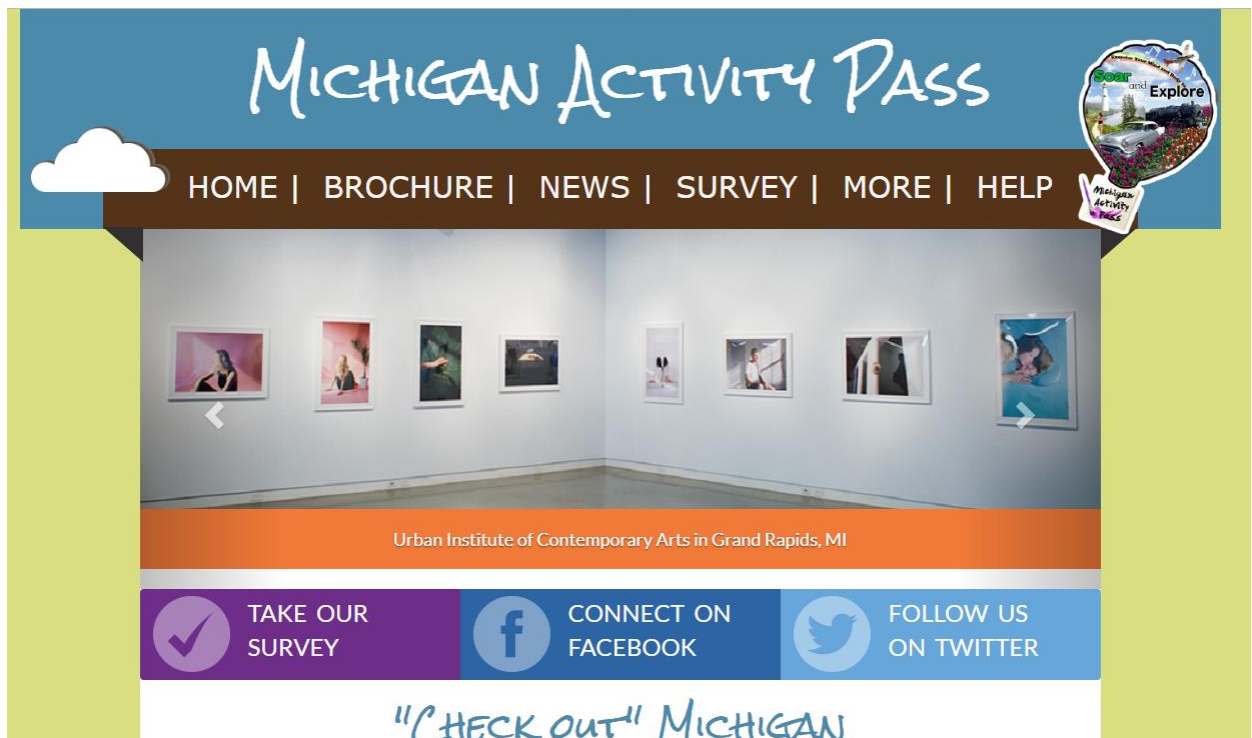 MICHIGAN ACTIVITY PASS
Soar
and Explore
Michigan
Activity
Pass
HOME | BROCHURE | NEWS | SURVEY | MORE | HELP
Urban Institute of Contemporary Arts in Grand Rapids, MI
TAKE OUR
SURVEY
CONNECT ON
FACEBOOK
FOLLOW US
ON TWITTER
"CHECK OUT" MICHIGAN